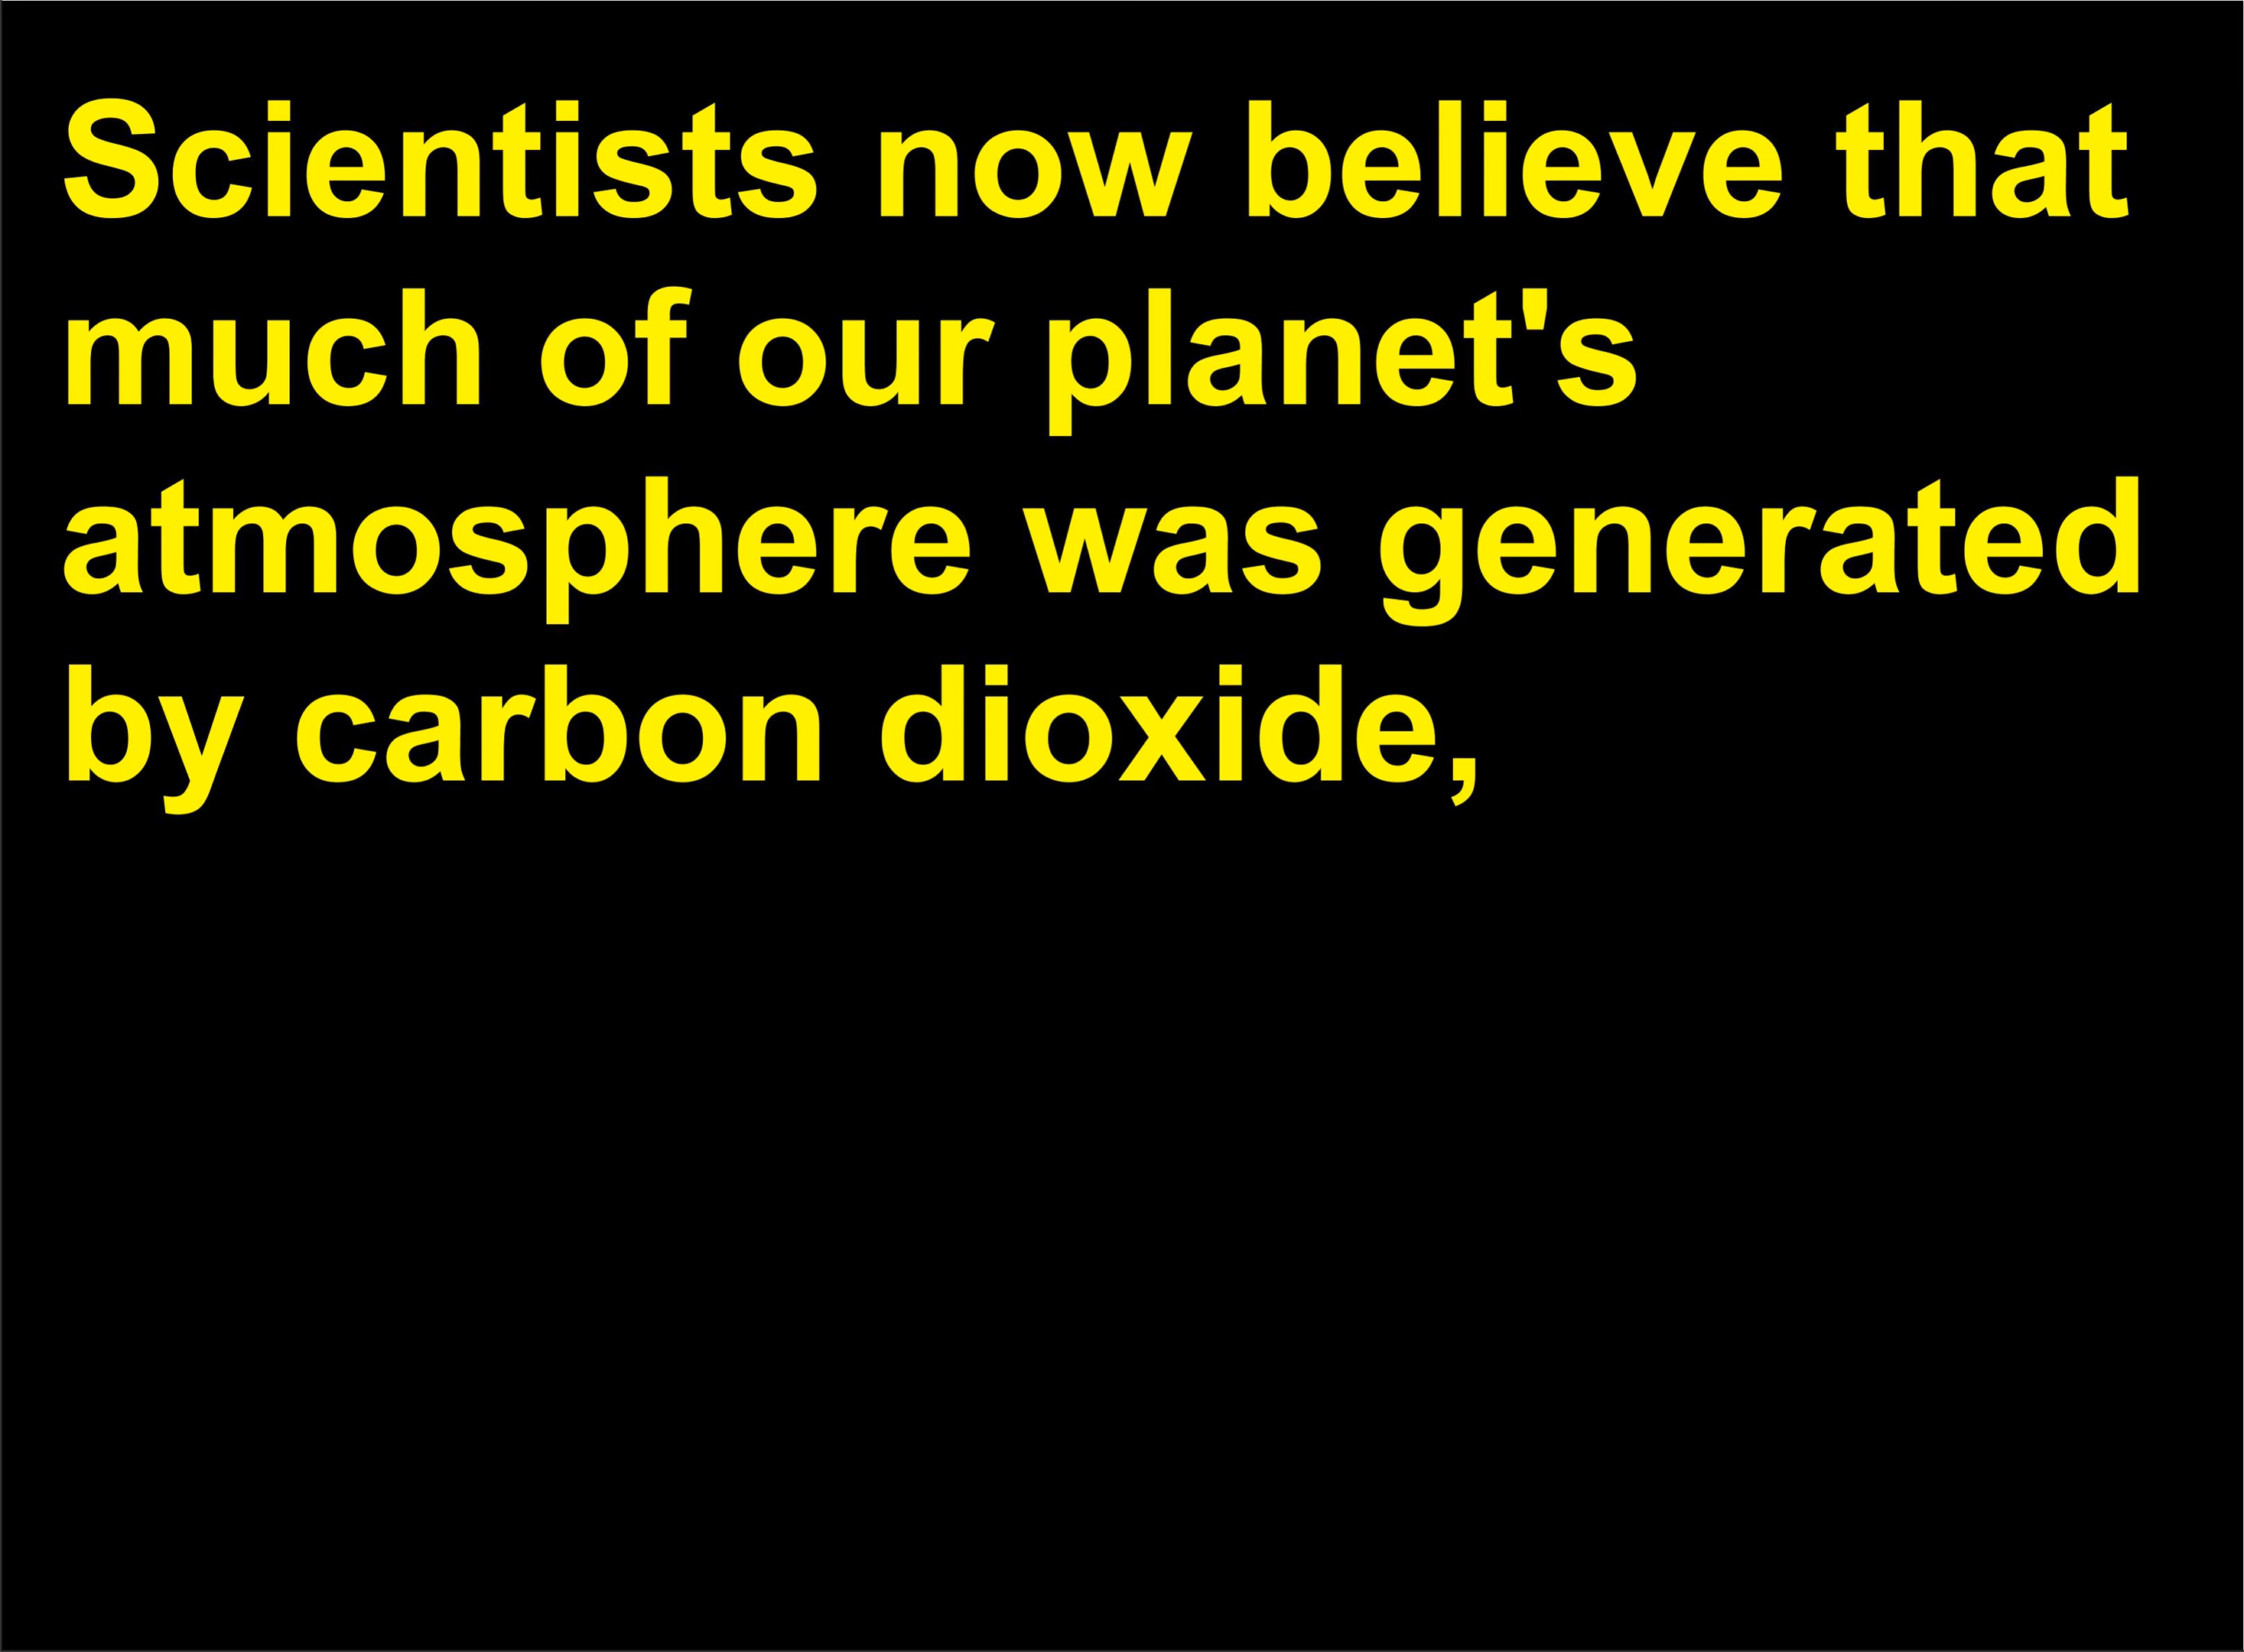 Scientists now believe that
much of our planet's
atmosphere was generated
by carbon dioxide,